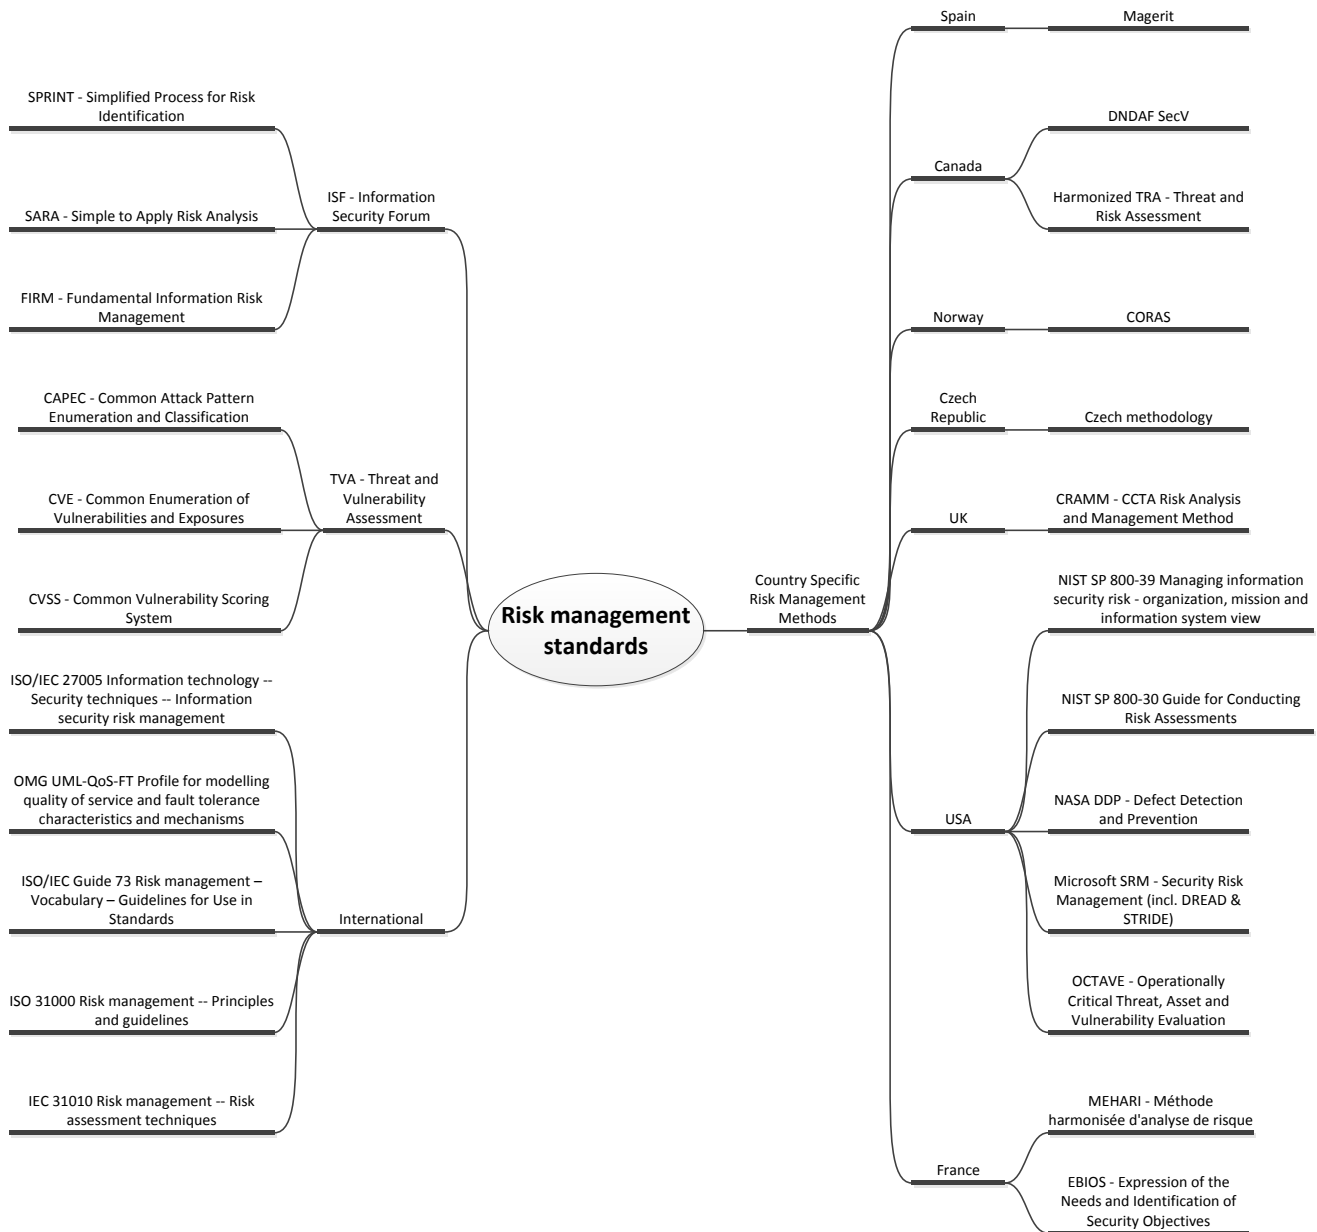 Risk management
standards
ISF - Information
Security Forum
SPRINT - Simplified Process for Risk
Identification
SARA - Simple to Apply Risk Analysis
FIRM - Fundamental Information Risk
Management
TVA - Threat and
Vulnerability
Assessment
CAPEC - Common Attack Pattern
Enumeration and Classification
CVE - Common Enumeration of
Vulnerabilities and Exposures
CVSS - Common Vulnerability Scoring
System
International
ISO/IEC 27005 Information technology --
Security techniques -- Information
security risk management
OMG UML-QoS-FT Profile for modelling
quality of service and fault tolerance
characteristics and mechanisms
ISO/IEC Guide 73 Risk management –
Vocabulary – Guidelines for Use in
Standards
ISO 31000 Risk management -- Principles
and guidelines
IEC 31010 Risk management -- Risk
assessment techniques
Country Specific
Risk Management
Methods
Spain
Magerit
Canada
DNDAF SecV
Harmonized TRA - Threat and
Risk Assessment
Norway
CORAS
Czech
Republic
Czech methodology
UK
CRAMM - CCTA Risk Analysis
and Management Method
USA
NIST SP 800-39 Managing information
security risk - organization, mission and
information system view
NIST SP 800-30 Guide for Conducting
Risk Assessments
NASA DDP - Defect Detection
and Prevention
Microsoft SRM - Security Risk
Management (incl. DREAD &
STRIDE)
OCTAVE - Operationally
Critical Threat, Asset and
Vulnerability Evaluation
France
MEHARI - Méthode
harmonisée d'analyse de risque
EBIOS - Expression of the
Needs and Identification of
Security Objectives